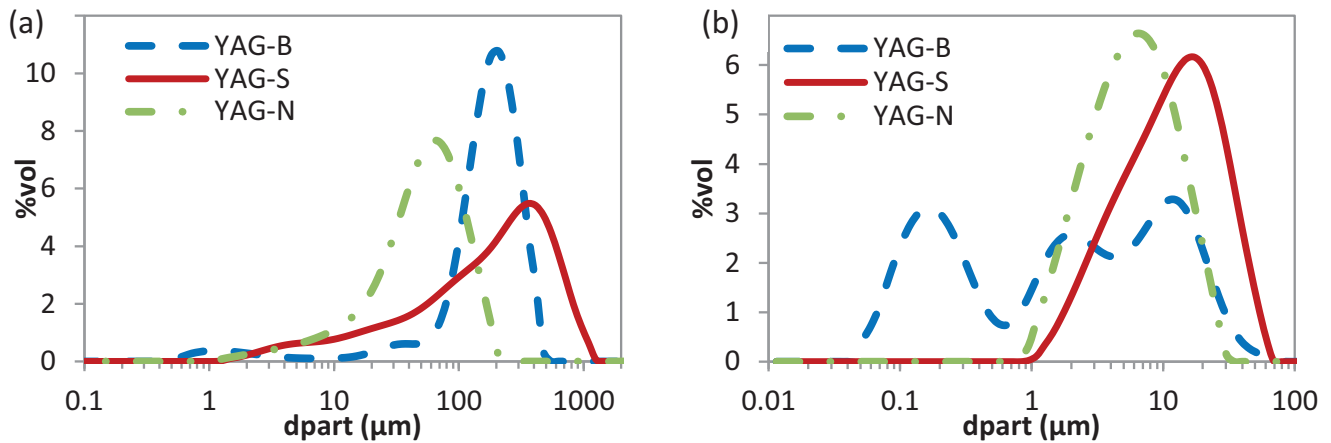 (a)
YAG-B
YAG-S
YAG-N
%vol
10
8
6
4
2
0
0.1 1 10 100 1000
dpart (µm)
(b)
YAG-B
YAG-S
YAG-N
%vol
6
5
4
3
2
1
0
0.01 0.1 1 10 100
dpart (µm)